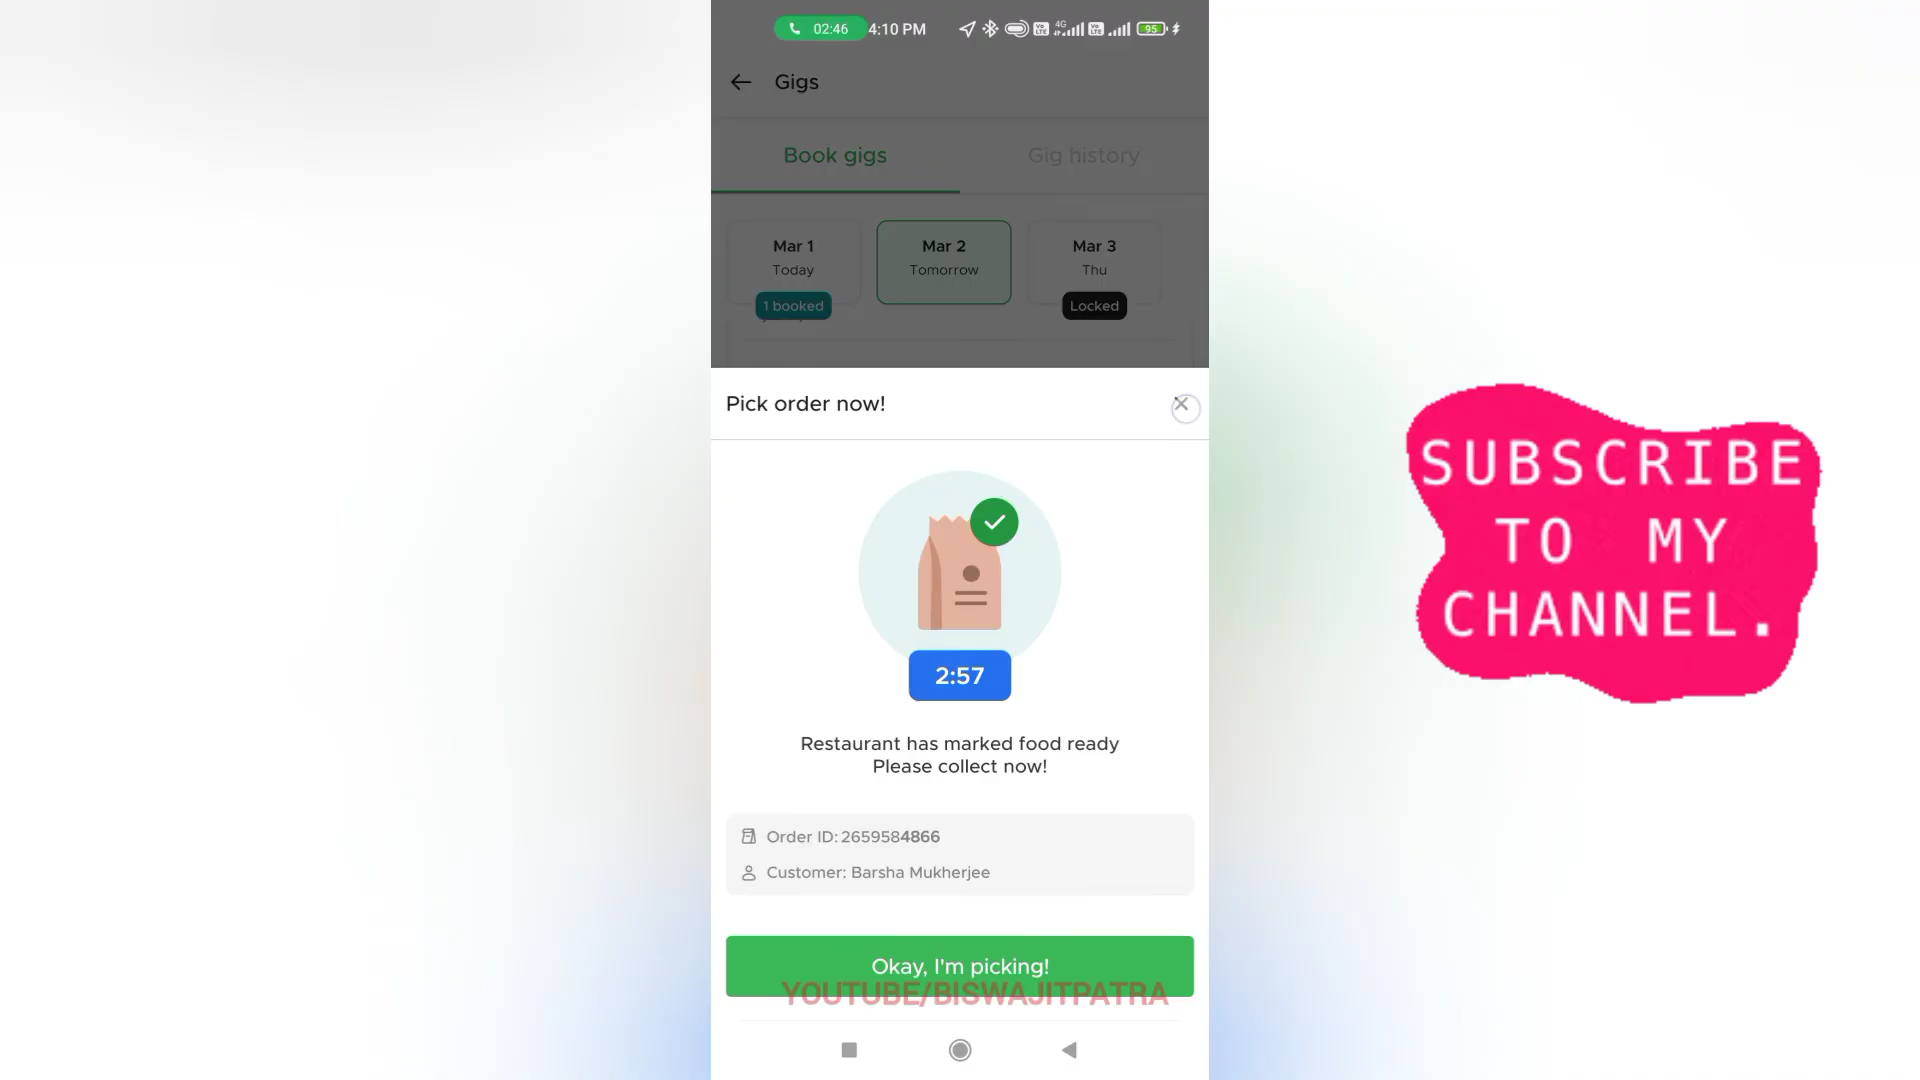 02:46 4:10 PM 4G 95
Gigs
Book gigs Gig history
Mar 1 Mar 2 Mar 3
Today Tomorrow Thu
1 booked Locked
Pick order now!
2:57
Restaurant has marked food ready
Please collect now!
Order ID: 2659584866
Customer: Barsha Mukherjee
Okay, I'm picking!
YOUTUBE/BISWAJITPATRA
SUBSCRIBE
TO MY
CHANNEL.